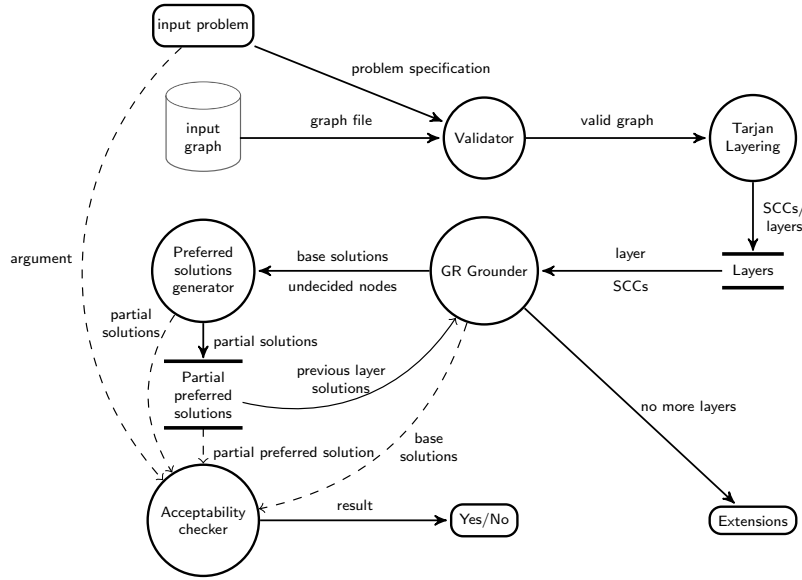 input problem
problem specification
input
graph
graph file
Validator
valid graph
Tarjan
Layering
SCCs/
layers
argument
Preferred
solutions
generator
base solutions
undecided nodes
GR Grounder
layer
SCCs
Layers
partial
solutions
partial solutions
Partial
preferred
solutions
previous layer
solutions
no more layers
partial preferred solution
base
solutions
Acceptability
checker
result
Yes/No
Extensions